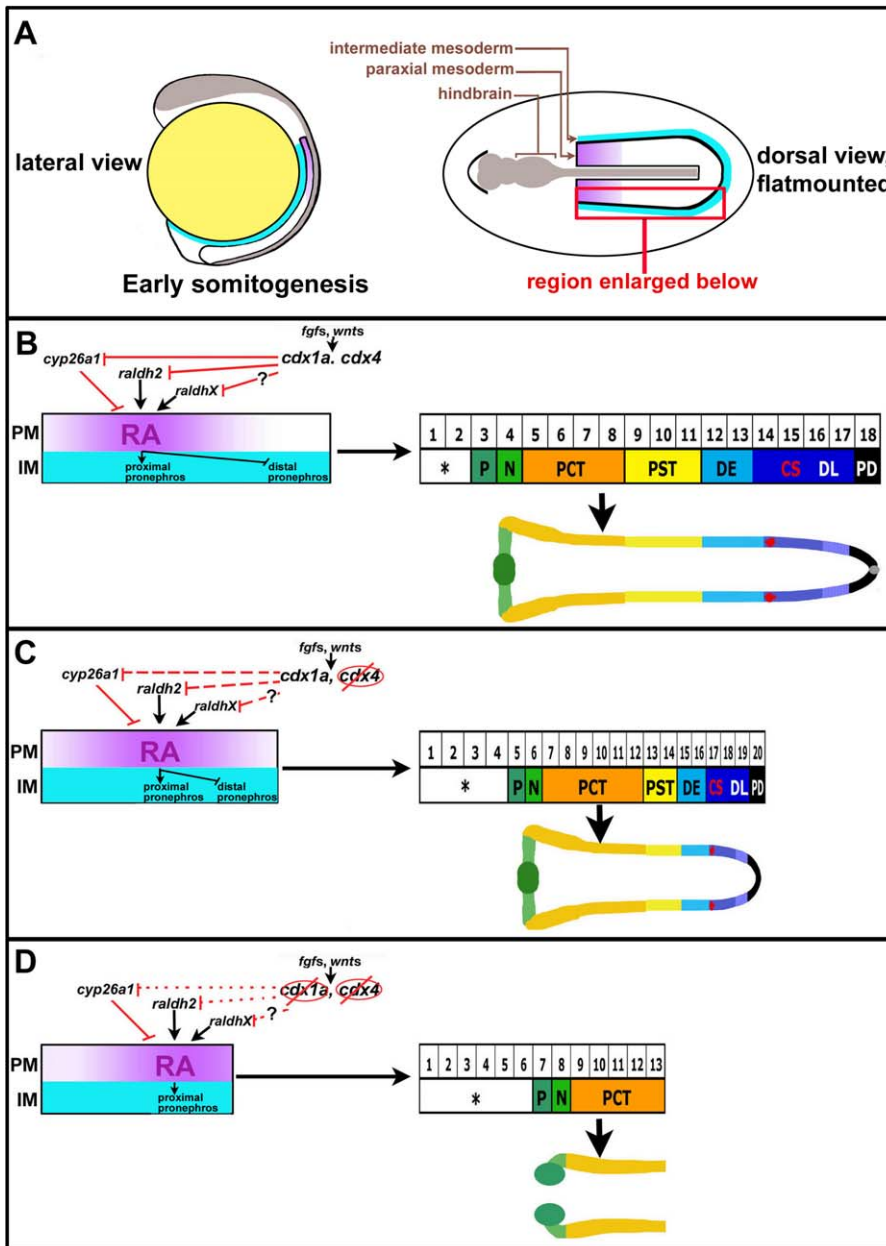 A
intermediate mesoderm
paraxial mesoderm
hindbrain
lateral view
dorsal view,
flatmounted
Early somitogenesis
region enlarged below
B
fgfs, wnts
cyp26a1
cdx1a. cdx4
raldh2
raldhX
?
PM
RA
IM
proximal
pronephros
distal
pronephros
1 2 3 4 5 6 7 8 9 10 11 12 13 14 15 16 17 18
* P N PCT PST DE CS DL PD
C
fgfs, wnts
cyp26a1
cdx1a, cdx4
raldh2
raldhX
?
PM
RA
IM
proximal
pronephros
distal
pronephros
1 2 3 4 5 6 7 8 9 10 11 12 13 14 15 16 17 18 19 20
* P N PCT PST DE CS DL PD
D
fgfs, wnts
cyp26a1
cdx1a, cdx4
raldh2
raldhX
?
PM
RA
IM
proximal
pronephros
1 2 3 4 5 6 7 8 9 10 11 12 13
* P N PCT